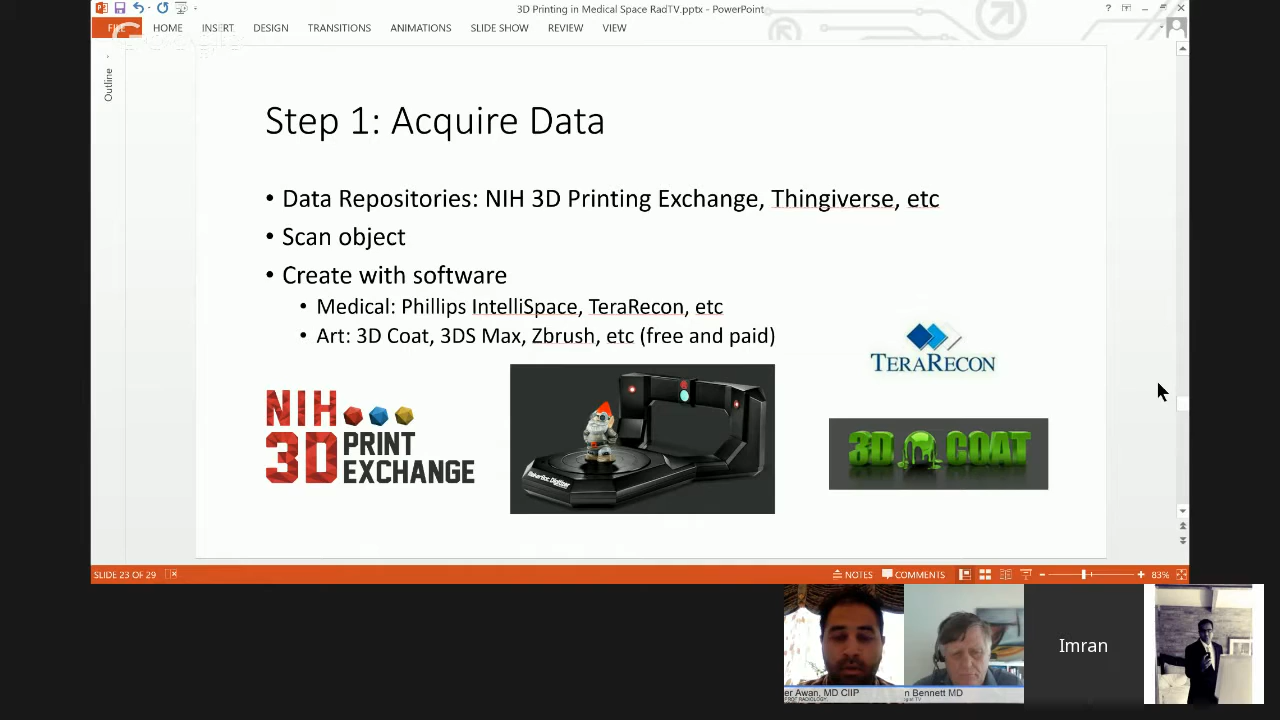 3D Printing in Medical Space RadTV.pptx - PowerPoint
FILE HOME INSERT DESIGN TRANSITIONS ANIMATIONS SLIDE SHOW REVIEW VIEW
Outline
Step 1: Acquire Data
• Data Repositories: NIH 3D Printing Exchange, Thingiverse, etc
• Scan object
• Create with software
• Medical: Phillips IntelliSpace, TeraRecon, etc
• Art: 3D Coat, 3DS Max, Zbrush, etc (free and paid)
TERARECON
NIH
3D PRINT
EXCHANGE
MakerBot Digitizer
3D COAT
SLIDE 23 OF 29
NOTES COMMENTS 83%
er Awan, MD CIIP
n Bennett MD
Imran